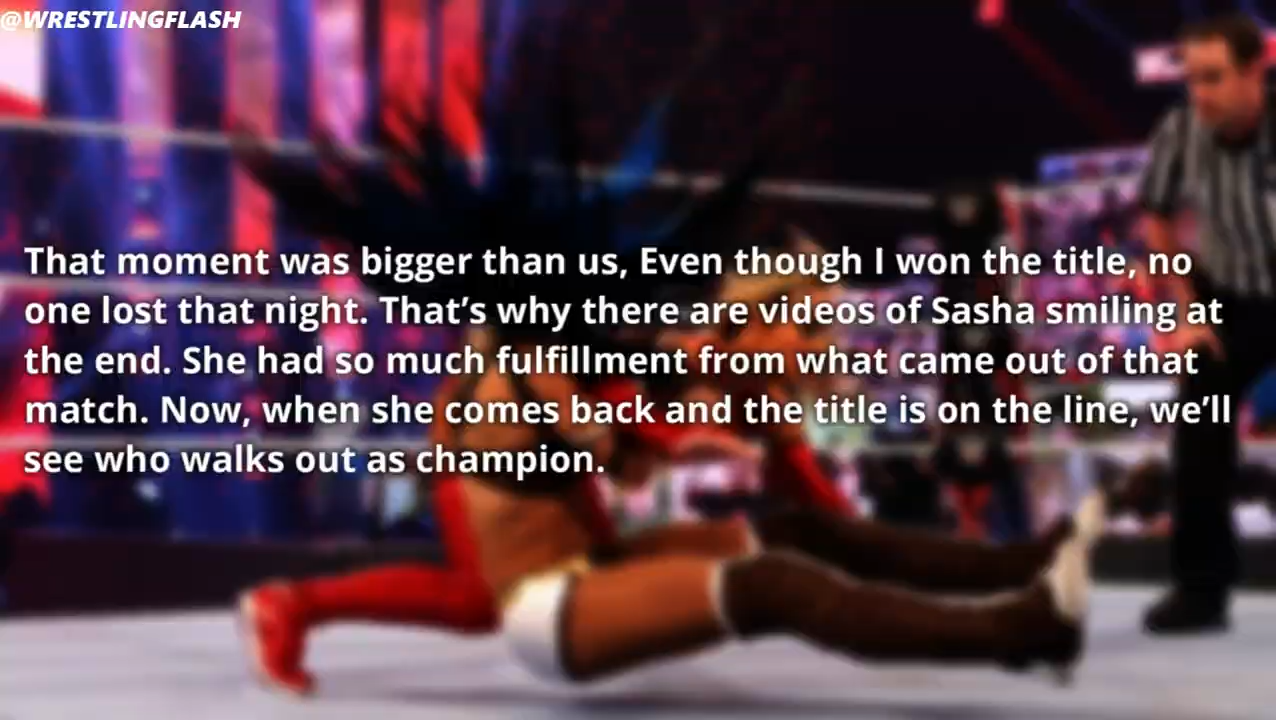 @WRESTLINGFLASH
That moment was bigger than us, Even though I won the title, no
one lost that night. That’s why there are videos of Sasha smiling at
the end. She had so much fulfillment from what came out of that
match. Now, when she comes back and the title is on the line, we’ll
see who walks out as champion.